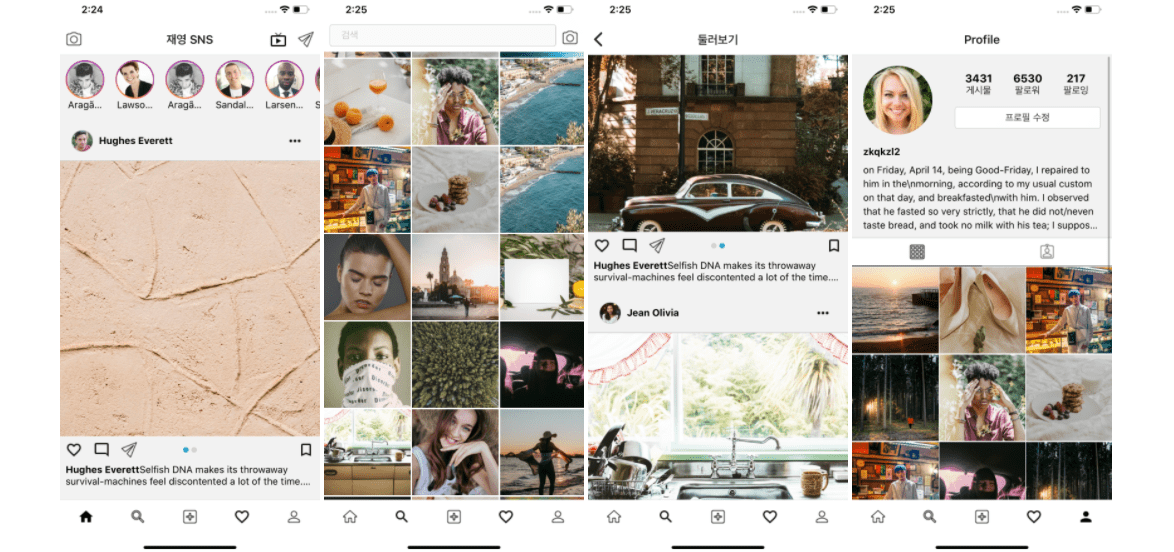 2:24
재영 SNS
Aragã...
Lawso...
Aragã...
Sandal...
Larsen...
S
Hughes Everett
Hughes EverettSelfish DNA makes its throwaway
survival-machines feel discontented a lot of the time....
2:25
검색
2:25
둘러보기
Hughes EverettSelfish DNA makes its throwaway
survival-machines feel discontented a lot of the time....
Jean Olivia
2:25
Profile
3431
게시물
6530
팔로워
217
팔로잉
프로필 수정
zkqkzl2
on Friday, April 14, being Good-Friday, I repaired to
him in the\nmorning, according to my usual custom
on that day, and breakfasted\nwith him. I observed
that he fasted so very strictly, that he did not/neven
taste bread, and took no milk with his tea; I suppos...